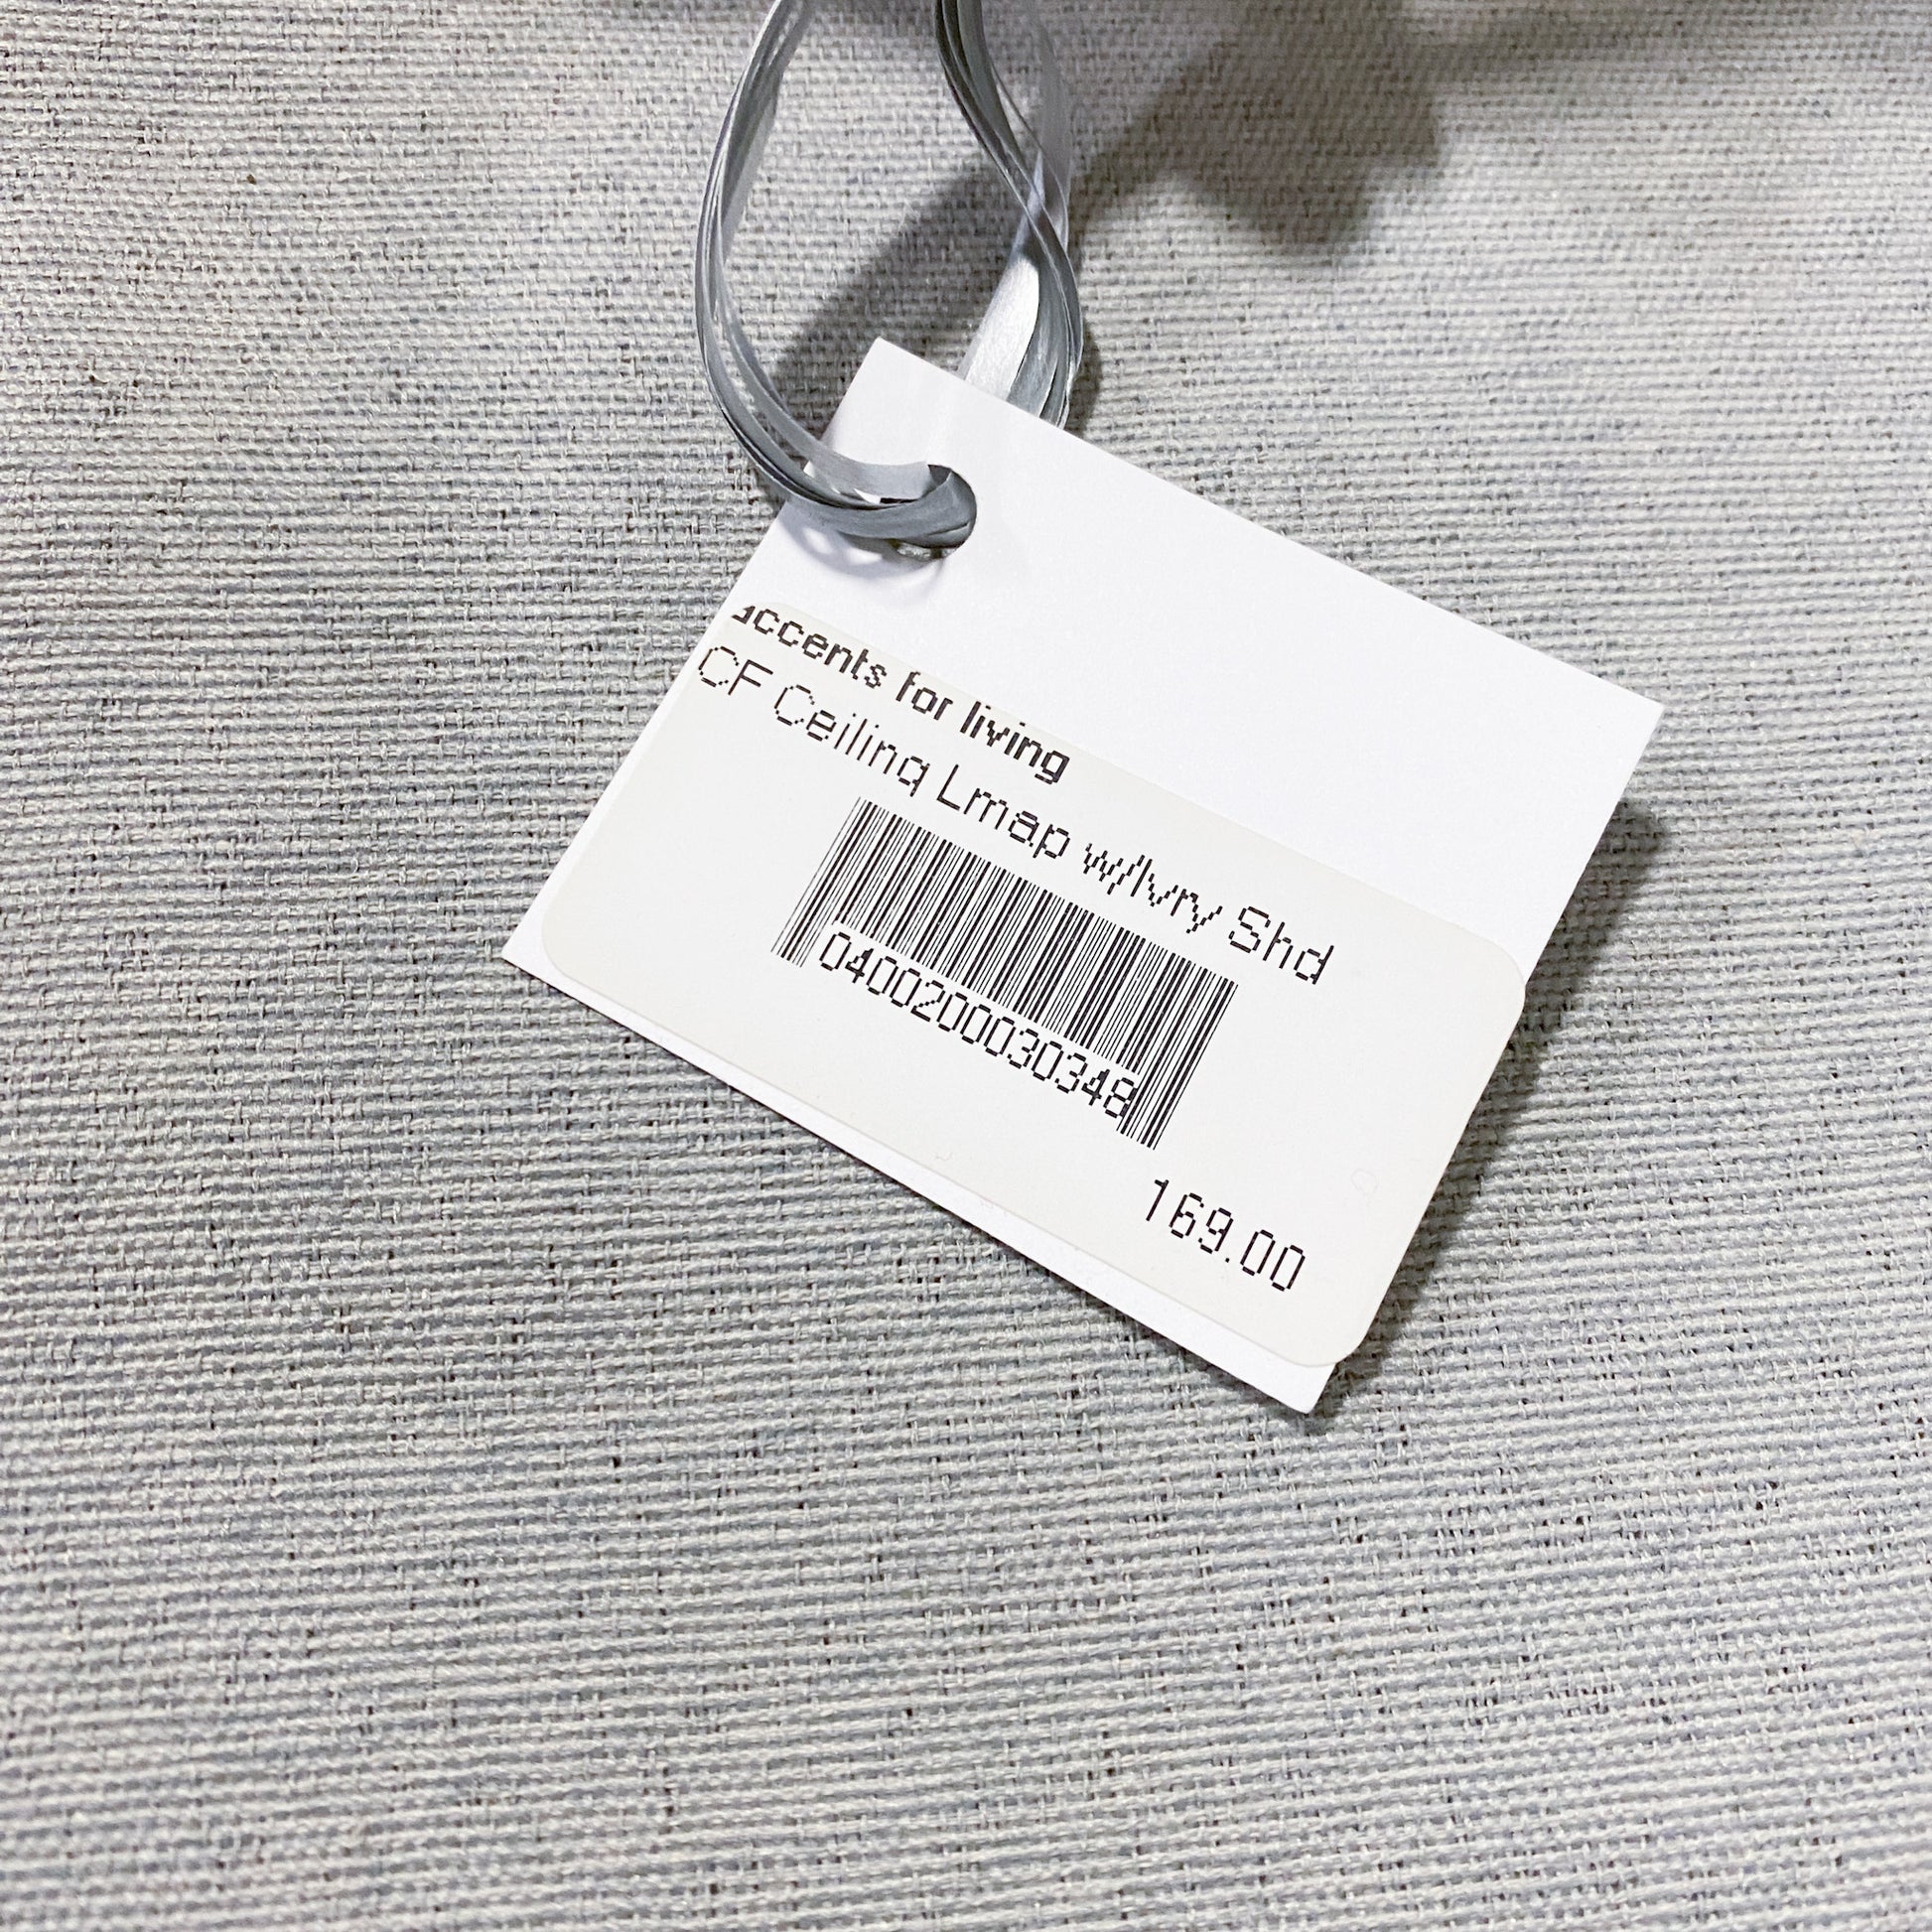 accents for living
CF Ceiling Lmap w/Ivry Shd
0400200030348
169.00